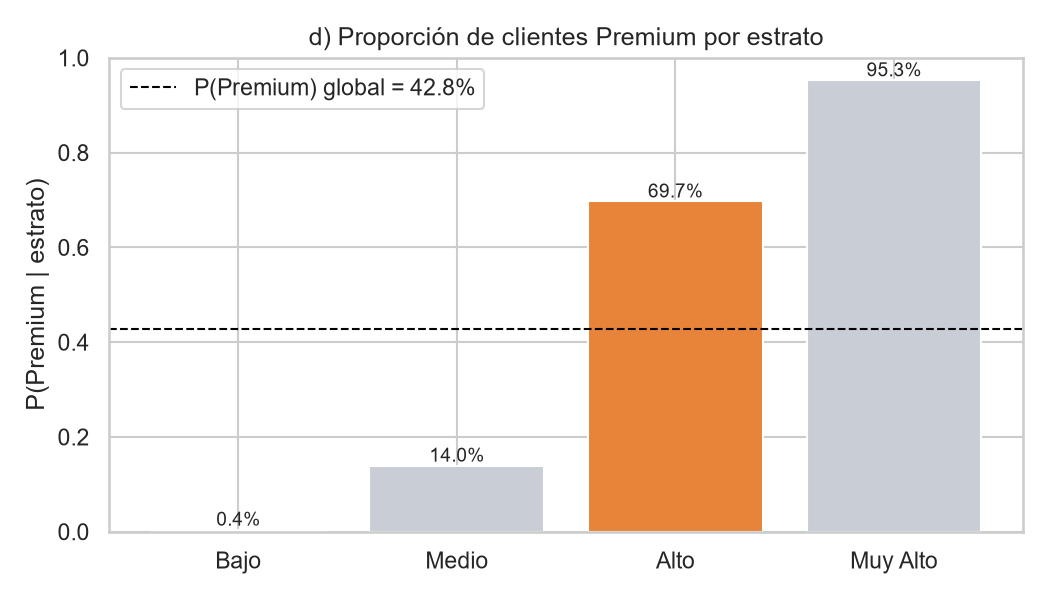 d) Proporción de clientes Premium por estrato
P(Premium) global = 42.8%
P(Premium | estrato)
1.0
0.8
0.6
0.4
0.2
0.0
0.4%
14.0%
69.7%
95.3%
Bajo
Medio
Alto
Muy Alto